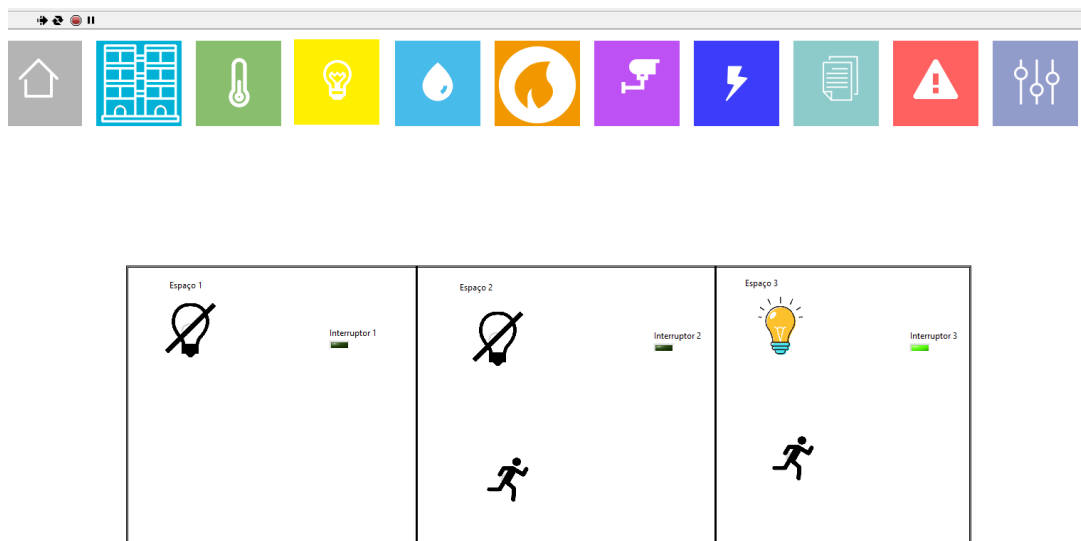 Espaço 1
Interruptor 1
Espaço 2
Interruptor 2
Espaço 3
Interruptor 3